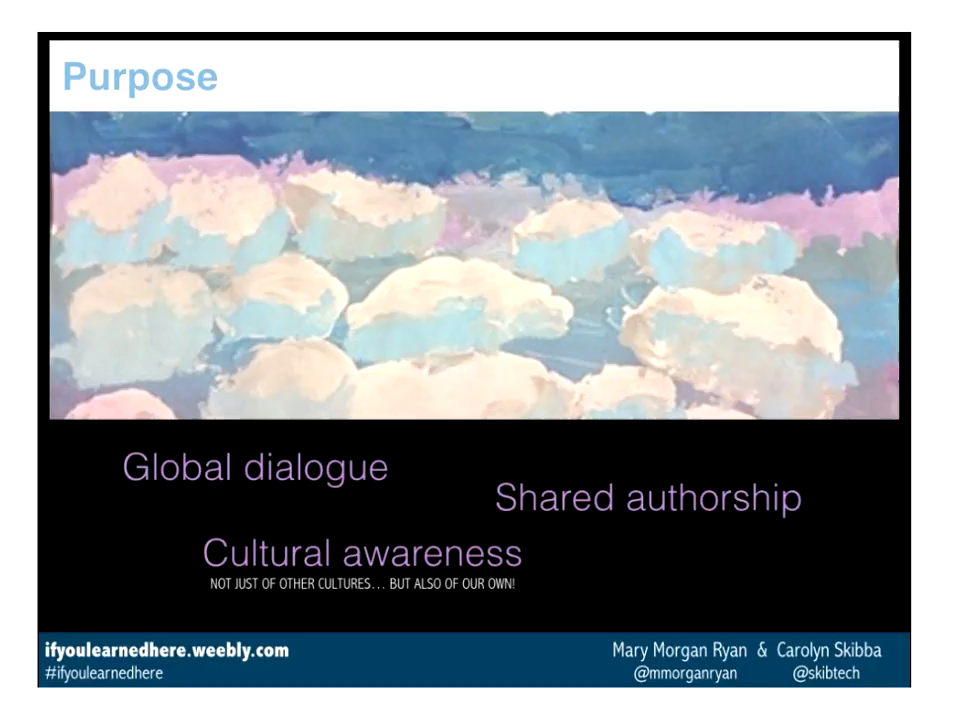 Purpose
Global dialogue
Shared authorship
Cultural awareness
NOT JUST OF OTHER CULTURES... BUT ALSO OF OUR OWN!
ifyoulearnedhere.weebly.com
#ifyoulearnedhere
Mary Morgan Ryan & Carolyn Skibba
@mmorganryan @skibtech